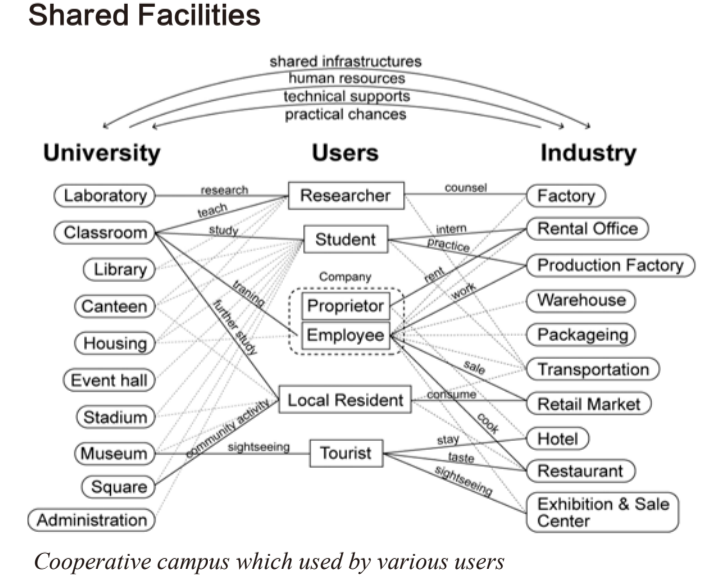 Shared Facilities
shared infrastructures
human resources
technical supports
practical chances
University
Users
Industry
Laboratory
research
Researcher
counsel
Factory
Classroom
teach
study
Student
intern
practice
Rental Office
Library
Production Factory
Company
Canteen
traning
Proprietor
rent
work
Warehouse
Housing
further study
Employee
Packageing
Event hall
sale
Transportation
Stadium
community activity
Local Resident
consume
Retail Market
cook
Museum
sightseeing
Tourist
stay
taste
sightseeing
Hotel
Square
Restaurant
Administration
Exhibition & Sale
Center
Cooperative campus which used by various users